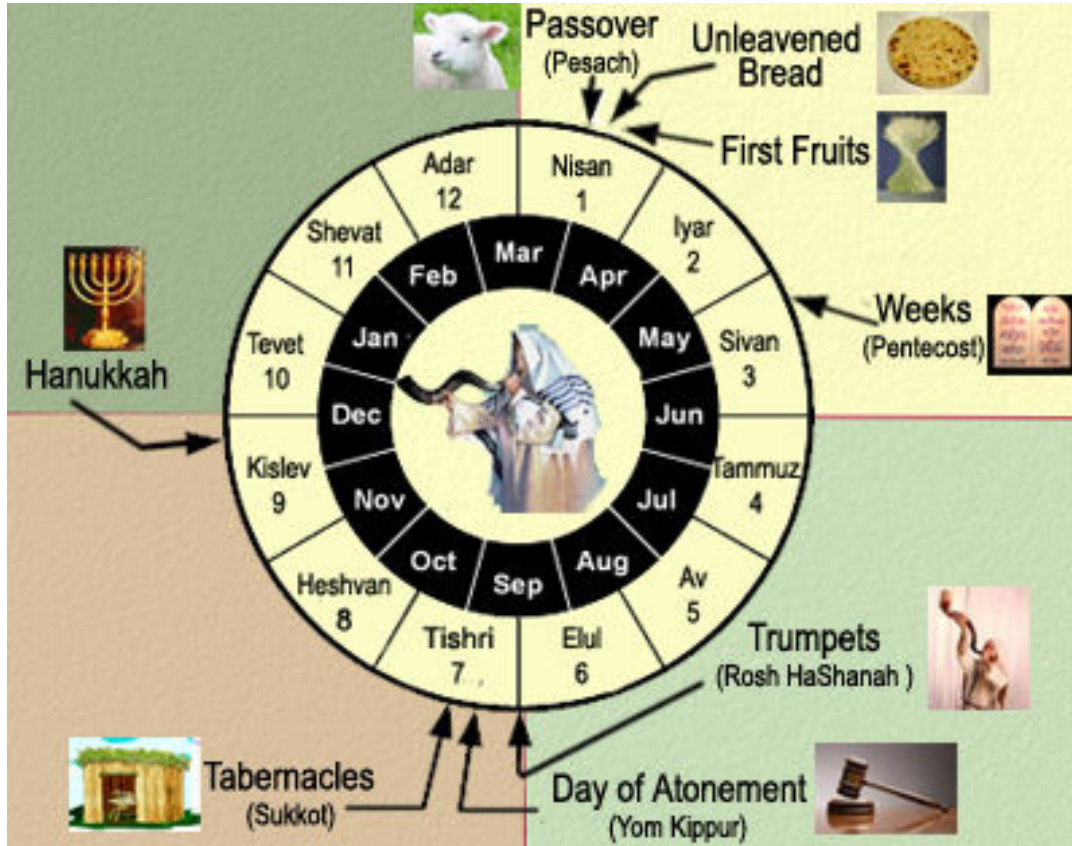 Passover
(Pesach)
Unleavened
Bread
First Fruits
Weeks
(Pentecost)
Trumpets
(Rosh HaShanah )
Day of Atonement
(Yom Kippur)
Tabernacles
(Sukkot)
Hanukkah
Nisan
1
Iyar
2
Sivan
3
Tammuz
4
Av
5
Elul
6
Tishri
7
Heshvan
8
Kislev
9
Tevet
10
Shevat
11
Adar
12
Mar
Apr
May
Jun
Jul
Aug
Sep
Oct
Nov
Dec
Jan
Feb